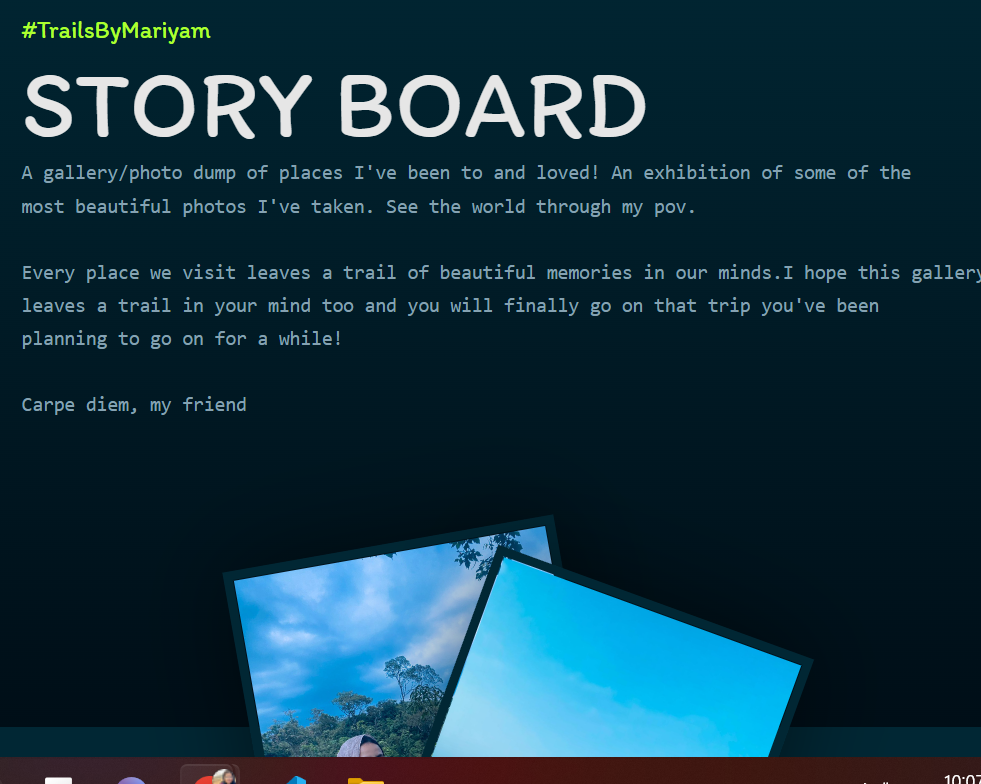 #TrailsByMariyam
STORY BOARD
A gallery/photo dump of places I've been to and loved! An exhibition of some of the
most beautiful photos I've taken. See the world through my pov.
Every place we visit leaves a trail of beautiful memories in our minds.I hope this gallery
leaves a trail in your mind too and you will finally go on that trip you've been
planning to go on for a while!
Carpe diem, my friend
10:07